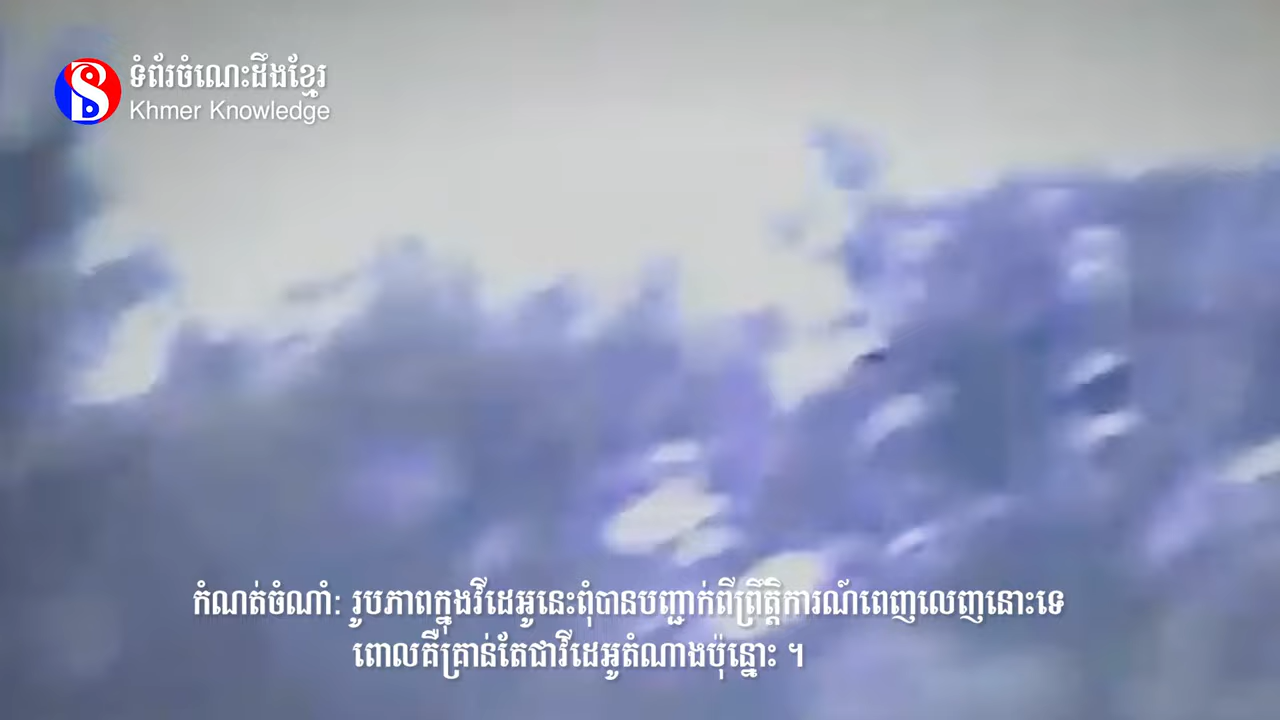 ទំព័រចំណេះដឹងខ្មែរ
Khmer Knowledge
កំណត់ចំណាំ: រូបភាពក្នុងវីដេអូនេះពុំបានបញ្ជាក់ពីព្រឹត្តិការណ៍ពេញលេញនោះទេ
ពោលគឺគ្រាន់តែជាវីដេអូតំណាងប៉ុន្នោះ ។